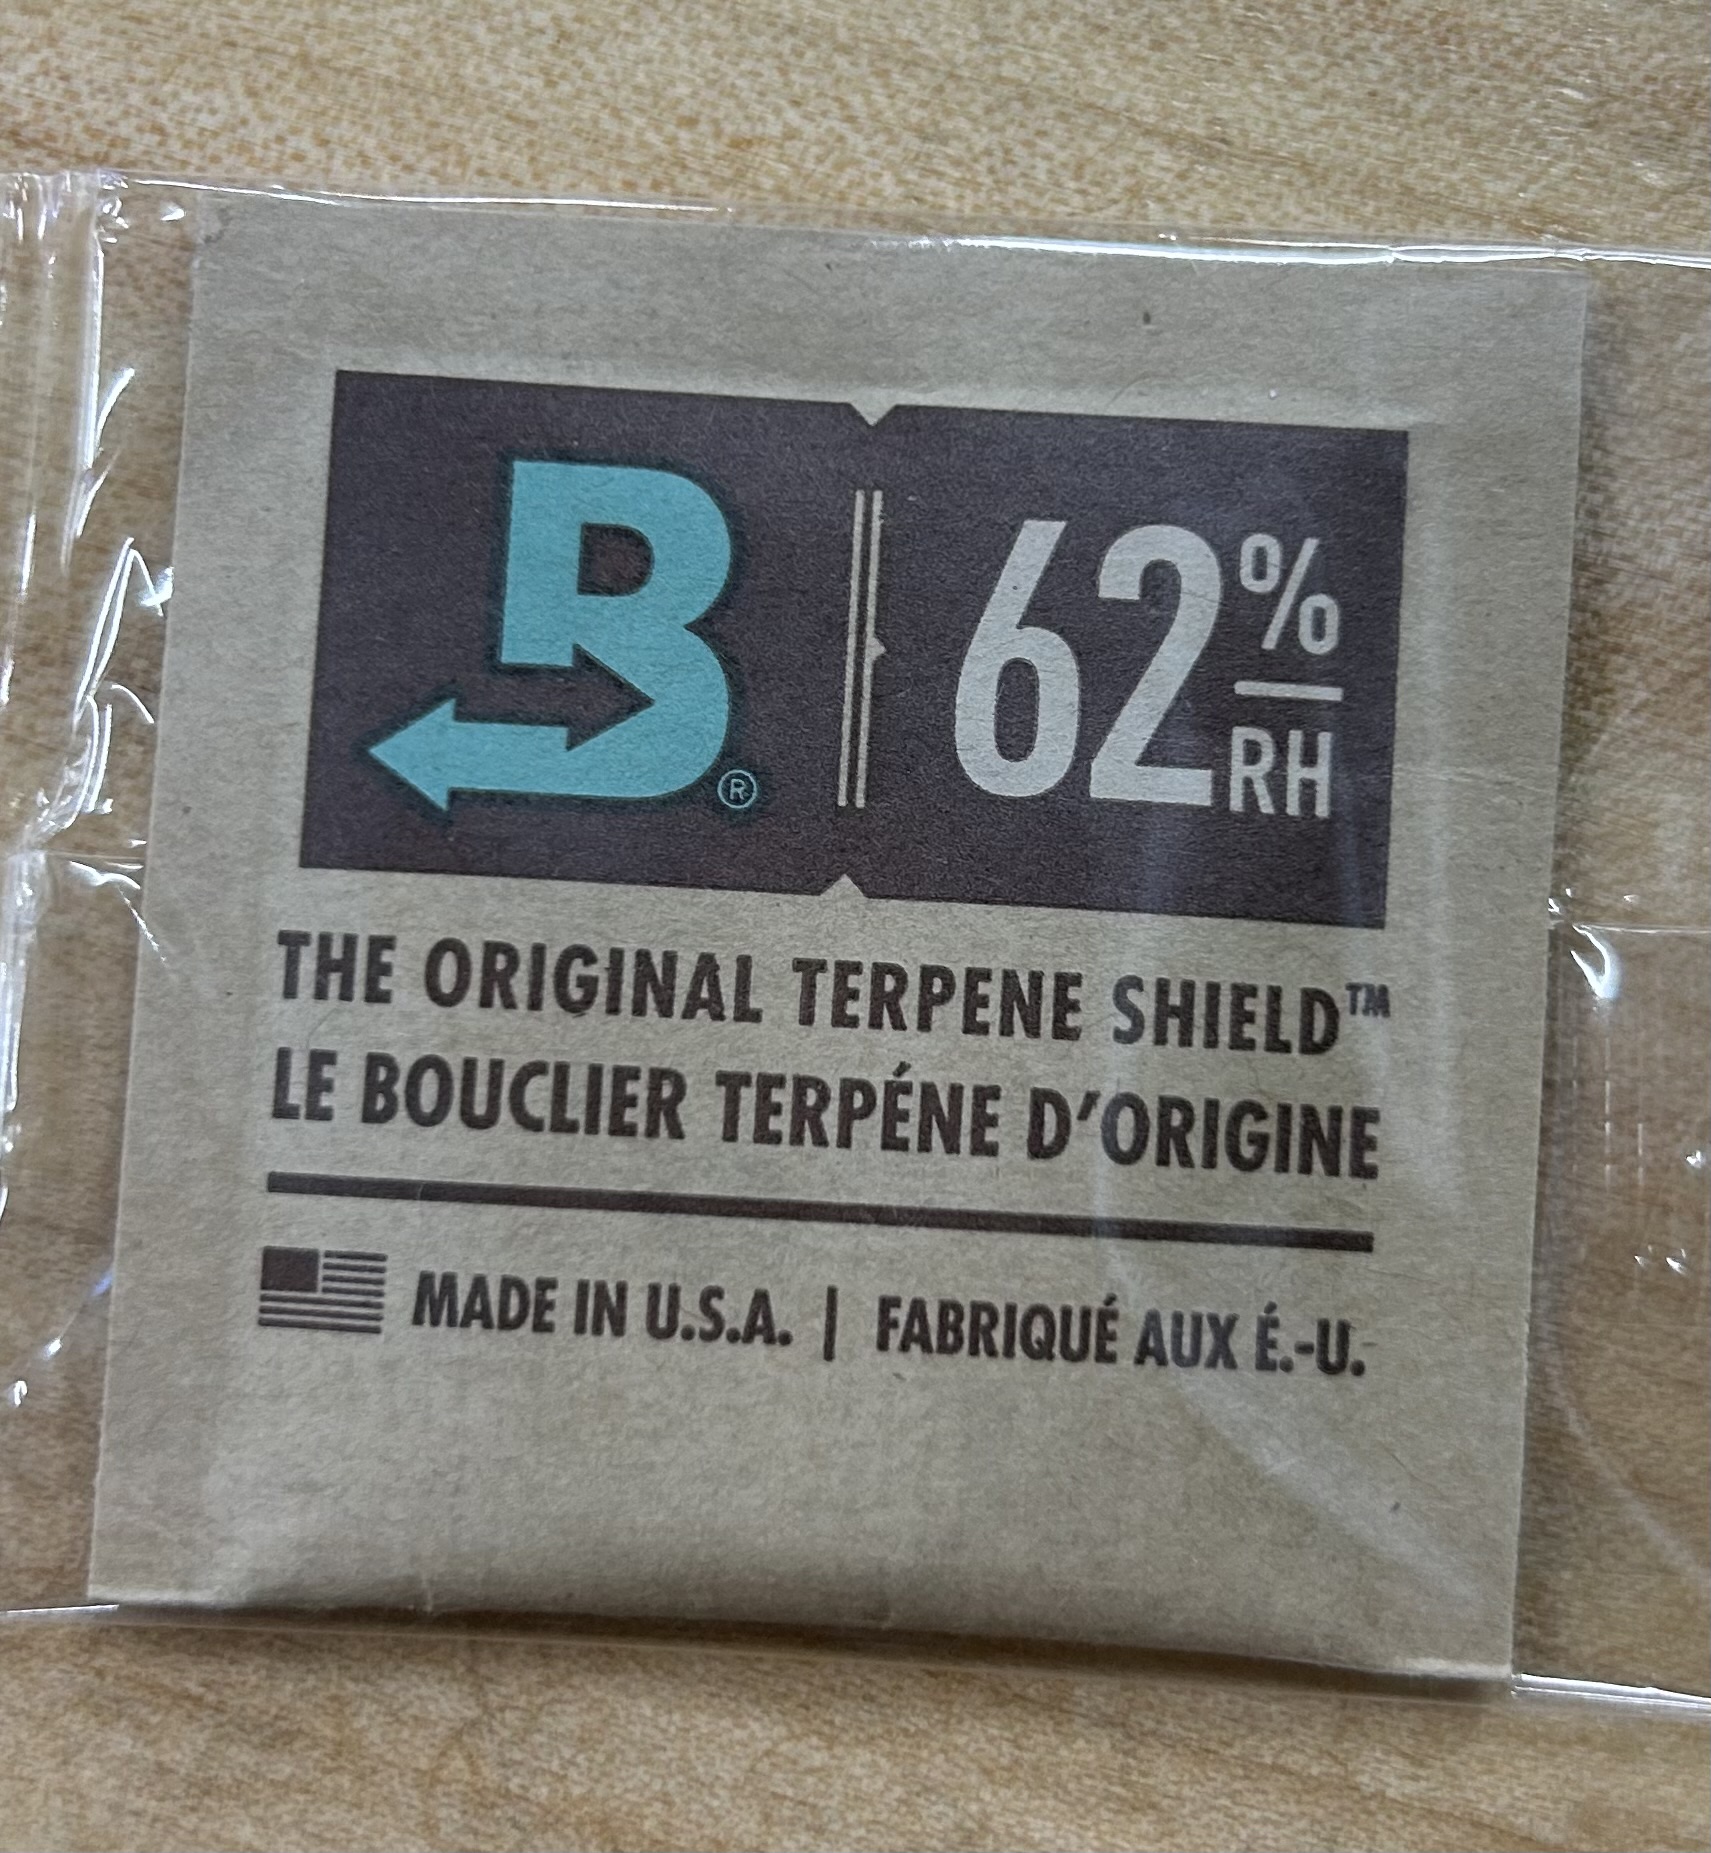 B®
62% RH
THE ORIGINAL TERPENE SHIELD™
LE BOUCLIER TERPÉNE D'ORIGINE
MADE IN U.S.A. | FABRIQUÉ AUX É.-U.